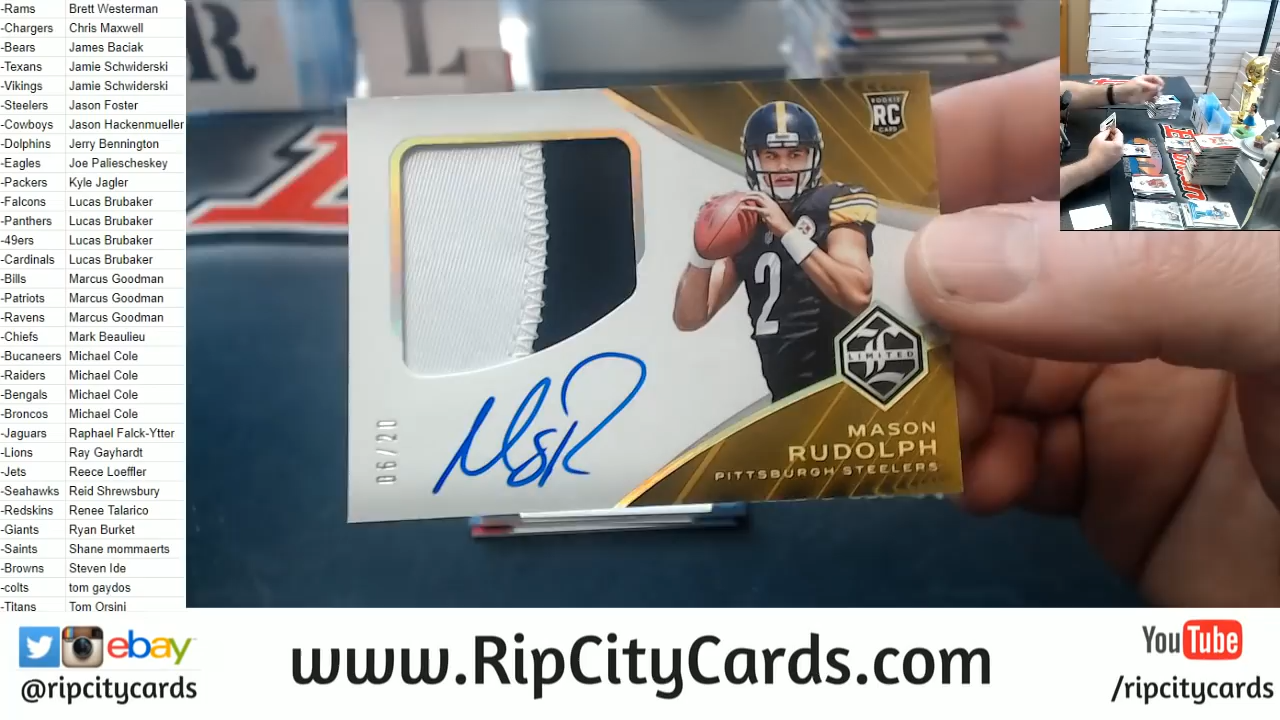 -Rams Brett Westerman
-Chargers Chris Maxwell
-Bears James Baciak
-Texans Jamie Schwiderski
-Vikings Jamie Schwiderski
-Steelers Jason Foster
-Cowboys Jason Hackenmueller
-Dolphins Jerry Bennington
-Eagles Joe Paliescheskey
-Packers Kyle Jagler
-Falcons Lucas Brubaker
-Panthers Lucas Brubaker
-49ers Lucas Brubaker
-Cardinals Lucas Brubaker
-Bills Marcus Goodman
-Patriots Marcus Goodman
-Ravens Marcus Goodman
-Chiefs Mark Beaulieu
-Bucaneers Michael Cole
-Raiders Michael Cole
-Bengals Michael Cole
-Broncos Michael Cole
-Jaguars Raphael Falck-Ytter
-Lions Ray Gayhardt
-Jets Reece Loeffler
-Seahawks Reid Shrewsbury
-Redskins Renee Talarico
-Giants Ryan Burket
-Saints Shane mommaerts
-Browns Steven Ide
-colts tom gaydos
-Titans Tom Orsini
ROOKIE
RC
CARD
2
LIMITED
MASON
RUDOLPH
PITTSBURGH STEELERS
06/20
ebay
@ripcitycards
www.RipCityCards.com
YouTube
/ripcitycards